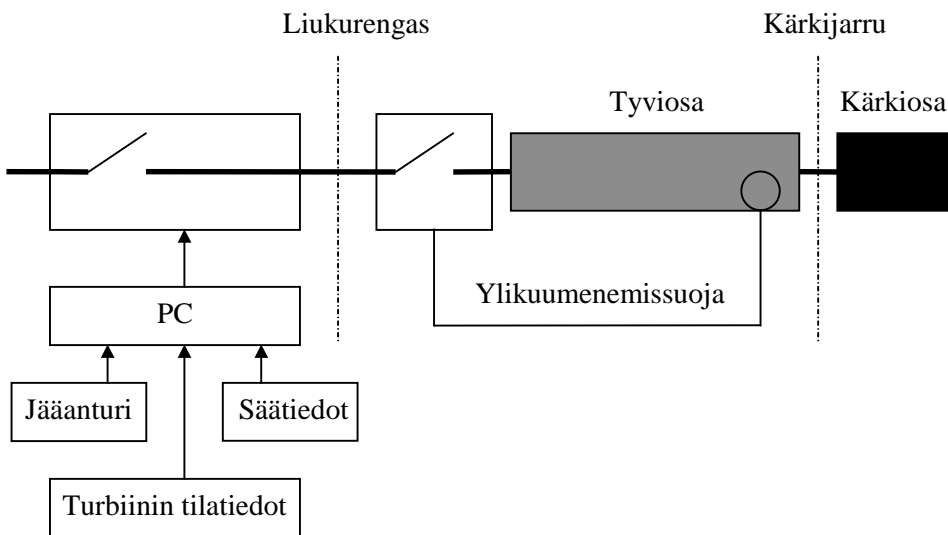 Liukurengas
Kärkijarru
Tyviosa
Kärkiosa
Ylikuumenemissuoja
PC
Jääanturi
Säätiedot
Turbiinin tilatiedot